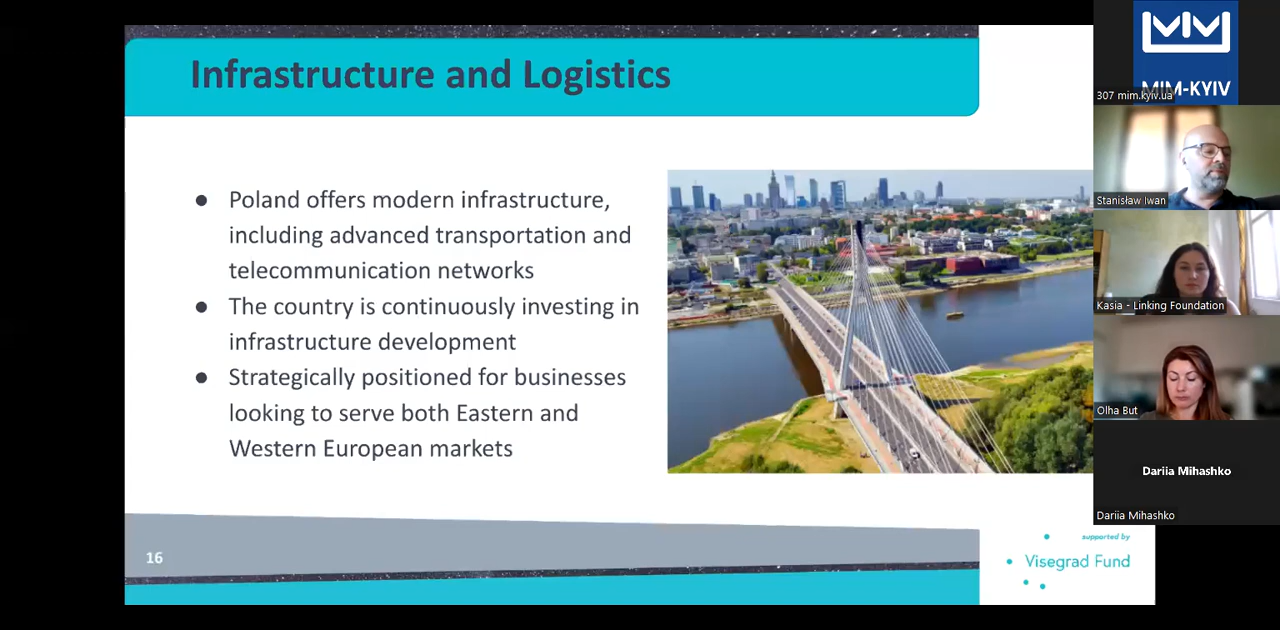 Infrastructure and Logistics
● Poland offers modern infrastructure,
including advanced transportation and
telecommunication networks
● The country is continuously investing in
infrastructure development
● Strategically positioned for businesses
looking to serve both Eastern and
Western European markets
16
supported by
Visegrad Fund
MIM-KYIV
307 mim.kyiv.ua
Stanisław Iwan
Kasia - Linking Foundation
Olha But
Dariia Mihashko
Dariia Mihashko